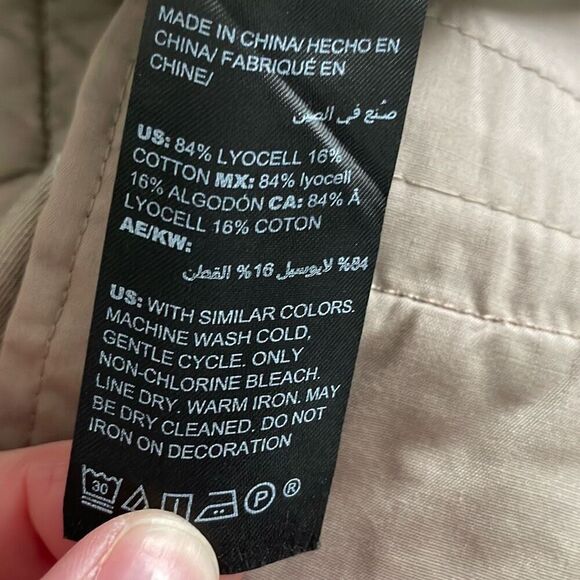 MADE IN CHINA/ HECHO EN
CHINA/ FABRIQUÉ EN
CHINE/
صنع في الصين
US: 84% LYOCELL 16%
COTTON MX: 84% lyocell
16% ALGODÓN CA: 84% À
LYOCELL 16% COTON
AE/KW:
84% لايوسيل 16% القطن
US: WITH SIMILAR COLORS.
MACHINE WASH COLD,
GENTLE CYCLE. ONLY
NON-CHLORINE BLEACH.
LINE DRY. WARM IRON. MAY
BE DRY CLEANED. DO NOT
IRON ON DECORATION
30 P ®